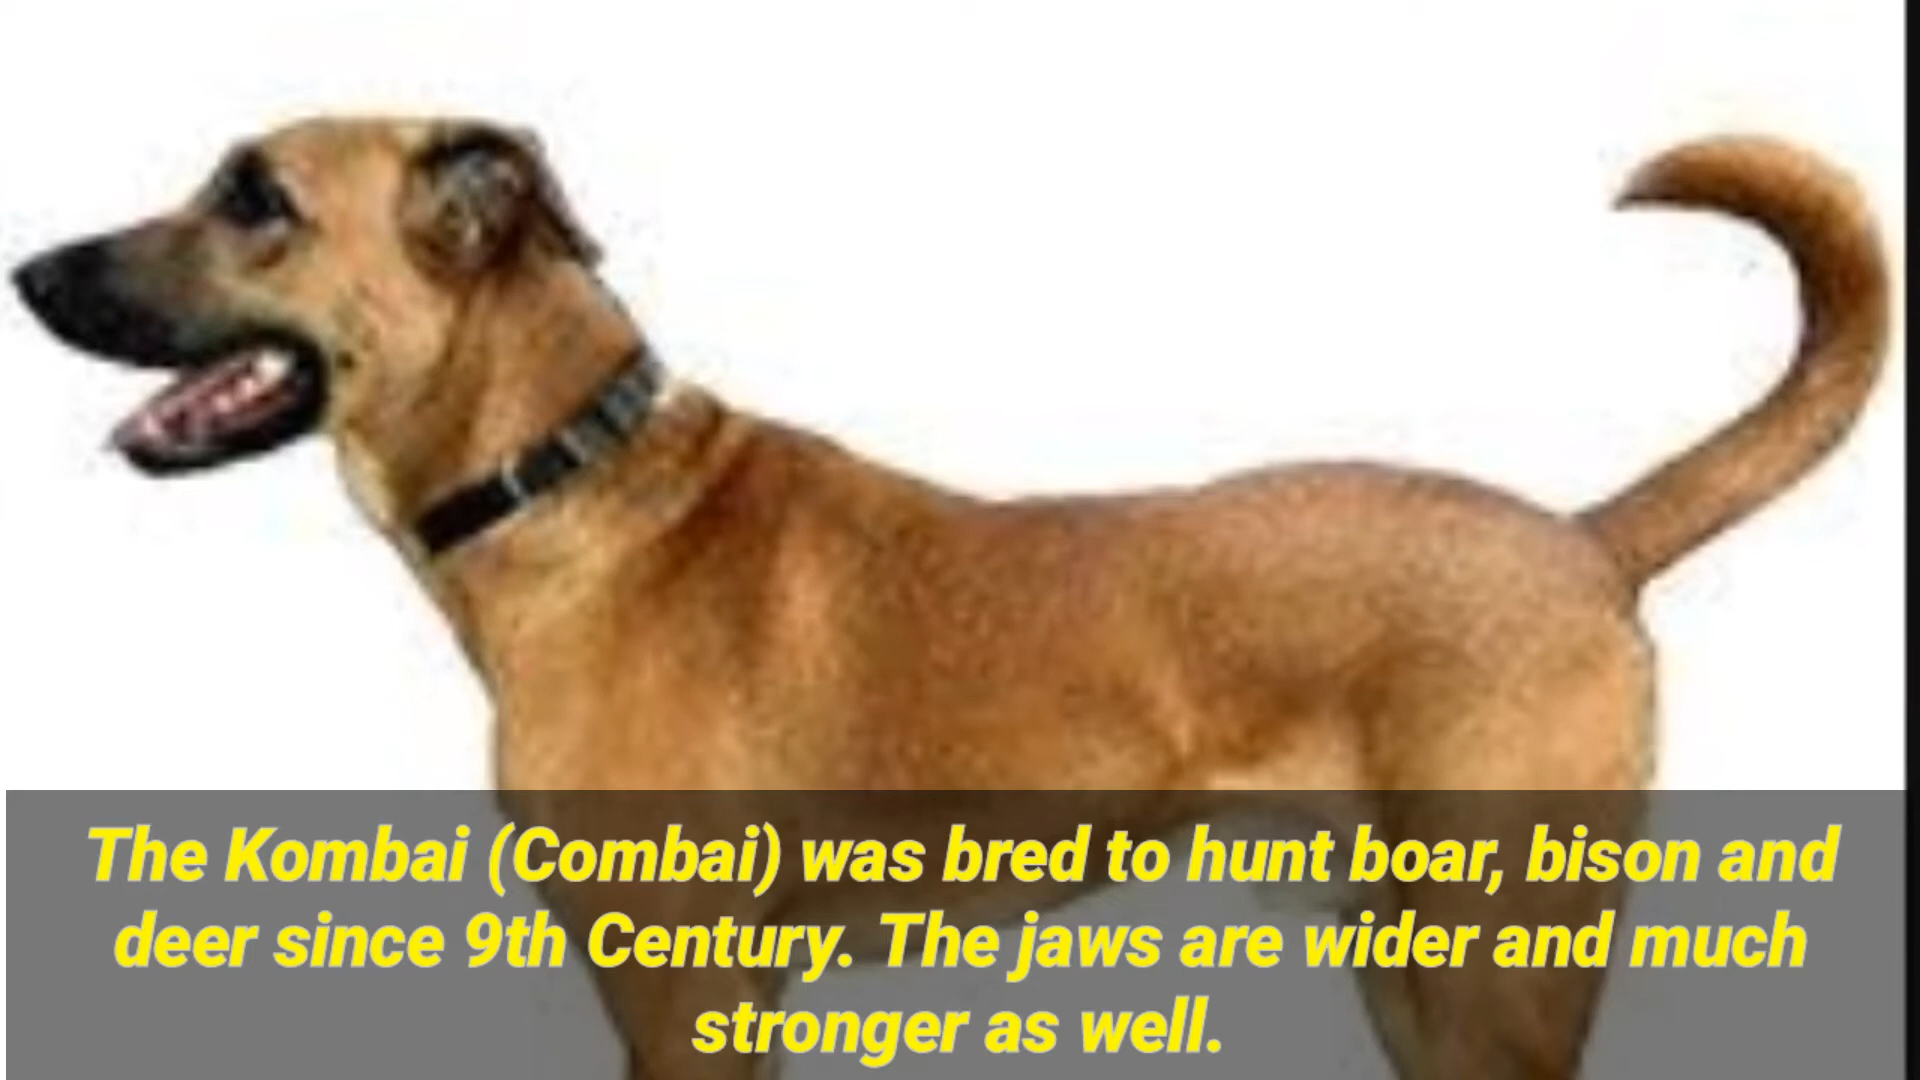 The Kombai (Combai) was bred to hunt boar, bison and
deer since 9th Century. The jaws are wider and much
stronger as well.